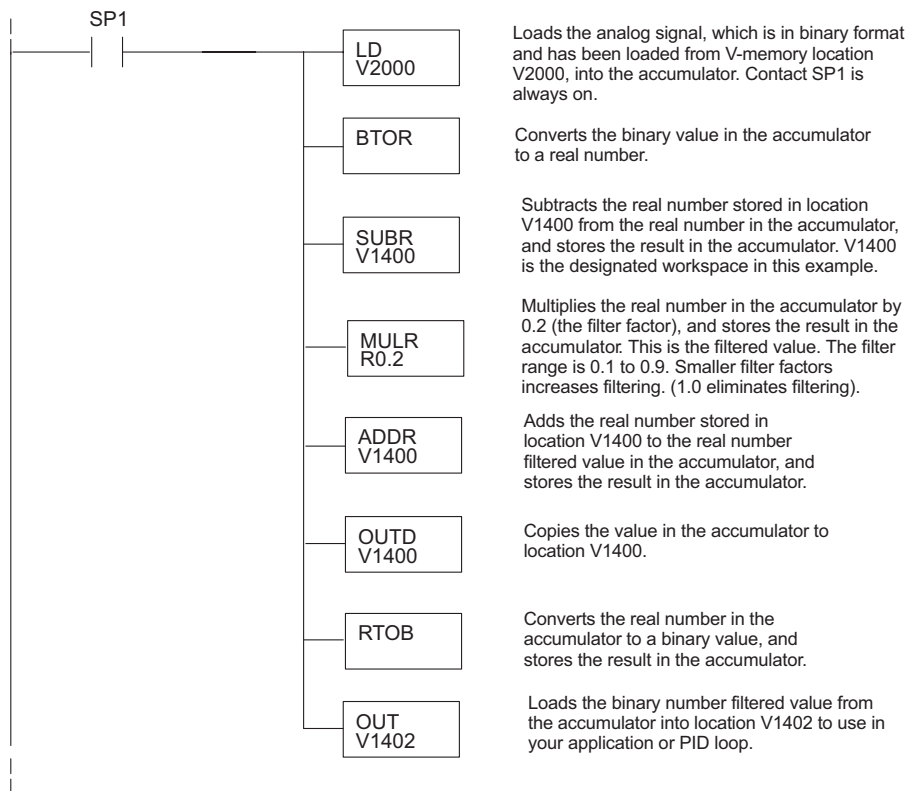 SP1
LD
V2000
Loads the analog signal, which is in binary format
and has been loaded from V-memory location
V2000, into the accumulator. Contact SP1 is
always on.
BTOR
Converts the binary value in the accumulator
to a real number.
SUBR
V1400
Subtracts the real number stored in location
V1400 from the real number in the accumulator,
and stores the result in the accumulator. V1400
is the designated workspace in this example.
MULR
R0.2
Multiplies the real number in the accumulator by
0.2 (the filter factor), and stores the result in the
accumulator. This is the filtered value. The filter
range is 0.1 to 0.9. Smaller filter factors
increases filtering. (1.0 eliminates filtering).
ADDR
V1400
Adds the real number stored in
location V1400 to the real number
filtered value in the accumulator, and
stores the result in the accumulator.
OUTD
V1400
Copies the value in the accumulator to
location V1400.
RTOB
Converts the real number in the
accumulator to a binary value, and
stores the result in the accumulator.
OUT
V1402
Loads the binary number filtered value from
the accumulator into location V1402 to use in
your application or PID loop.